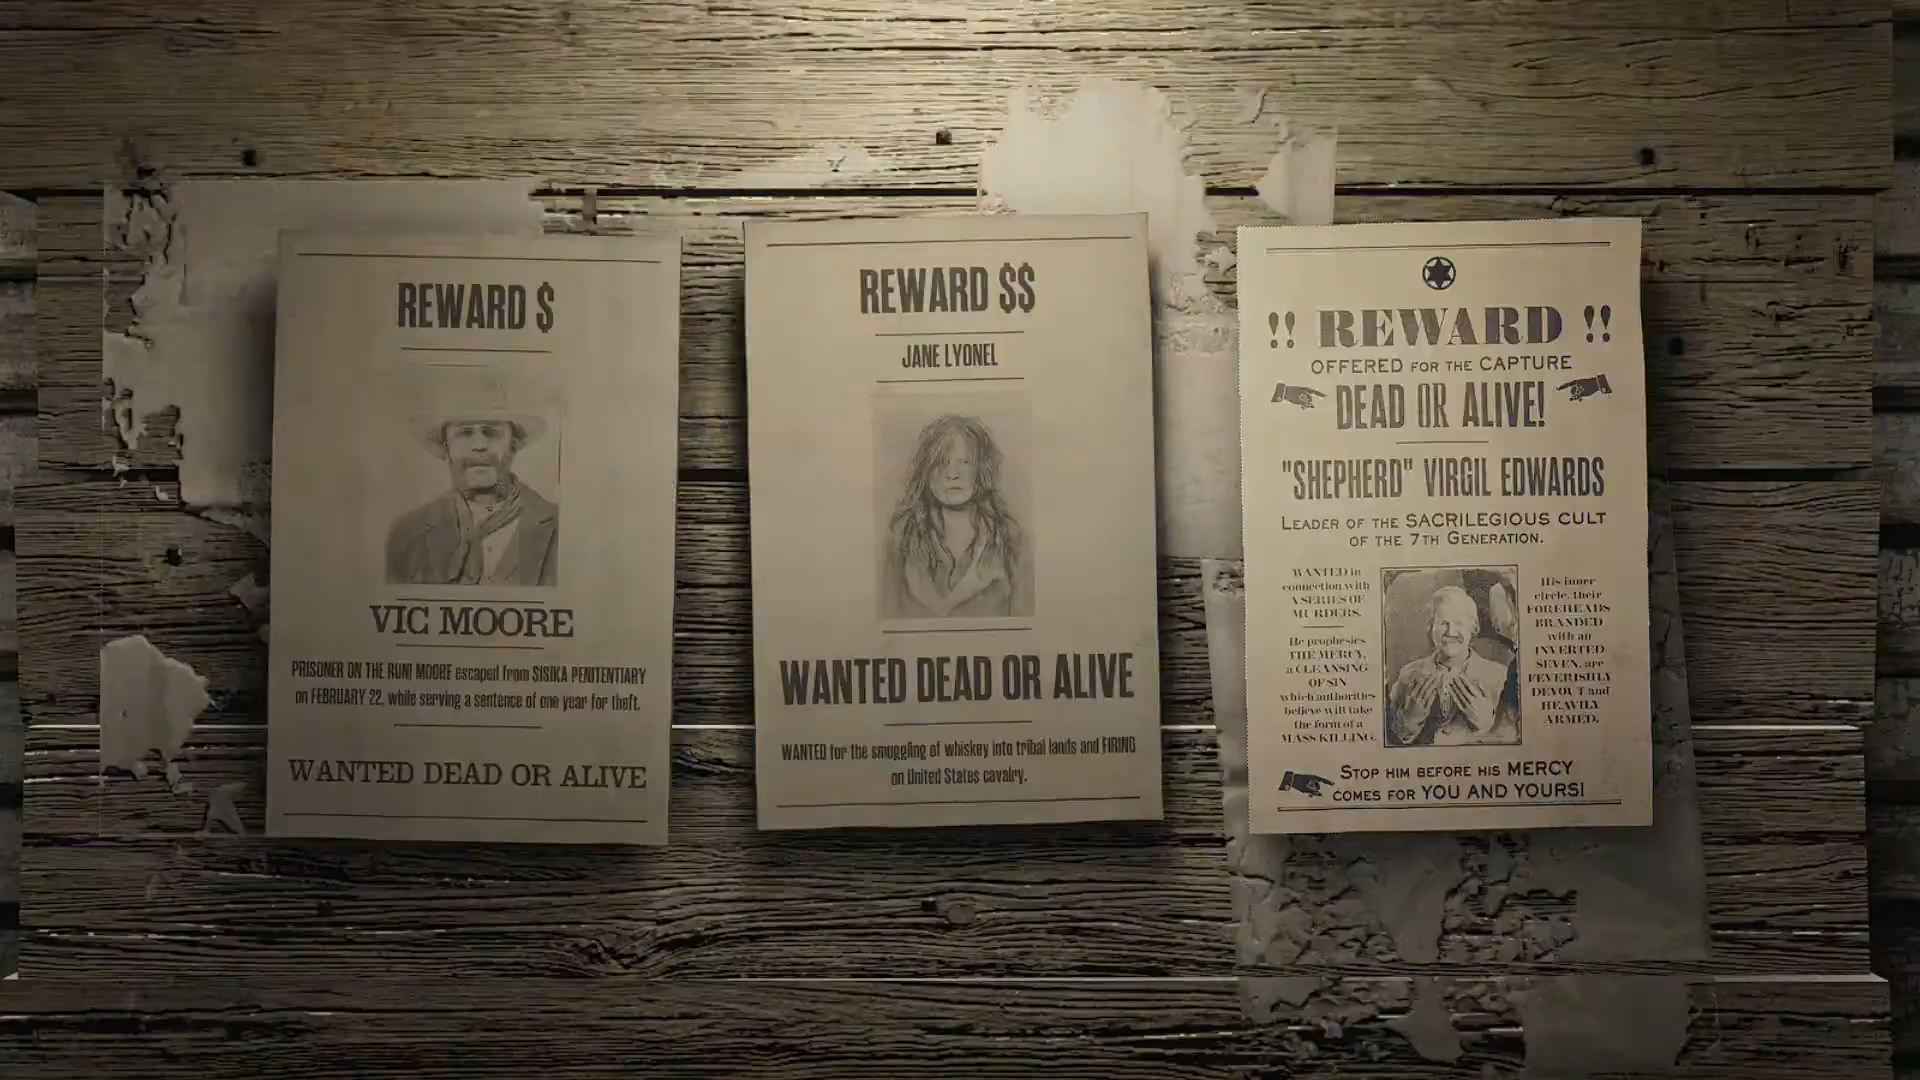 REWARD $
VIC MOORE
PRISONER ON THE RUNI MOORE escaped from SISIKA PENITENTIARY
on FEBRUARY 22, while serving a sentence of one year for theft.
WANTED DEAD OR ALIVE
REWARD $$
JANE LYONEL
WANTED DEAD OR ALIVE
WANTED for the smuggling of whiskey into tribal lands and FIRING
on United States cavalry.
!! REWARD !!
OFFERED FOR THE CAPTURE
DEAD OR ALIVE!
"SHEPHERD" VIRGIL EDWARDS
LEADER OF THE SACRILEGIOUS CULT
OF THE 7TH GENERATION.
WANTED in
connection with
A SERIES OF
MURDERS.
He prophesies
THE MERCY,
a CLEANSING
OF SIN
which authorities
believe will take
the form of a
MASS KILLING.
His inner
circle, their
FOREHEADS
BRANDED
with an
INVERTED
SEVEN, are
FEVERISHLY
DEVOUT and
HEAVILY
ARMED.
STOP HIM BEFORE HIS MERCY
COMES FOR YOU AND YOURS!